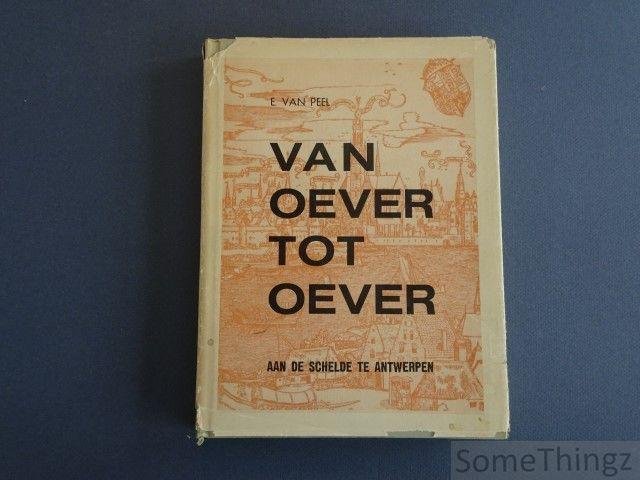 E. VAN PEEL
VAN
OEVER
TOT
OEVER
AAN DE SCHELDE TE ANTWERPEN
SomeThingz